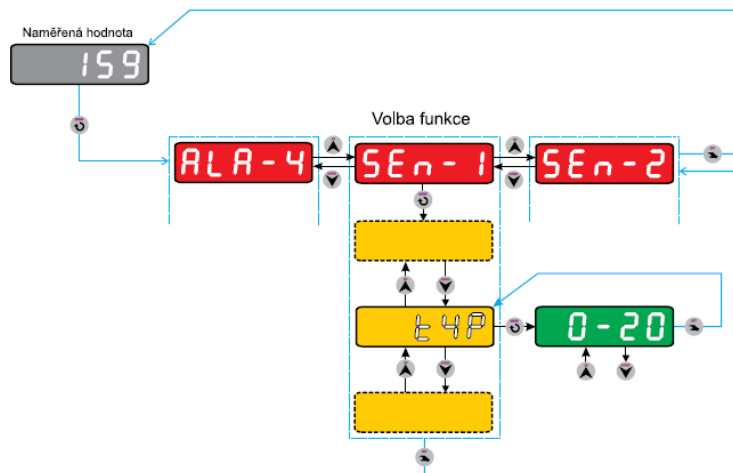 Naměřená hodnota
159
Volba funkce
ALA-4
SEn-1
SEn-2
tYP
0-20